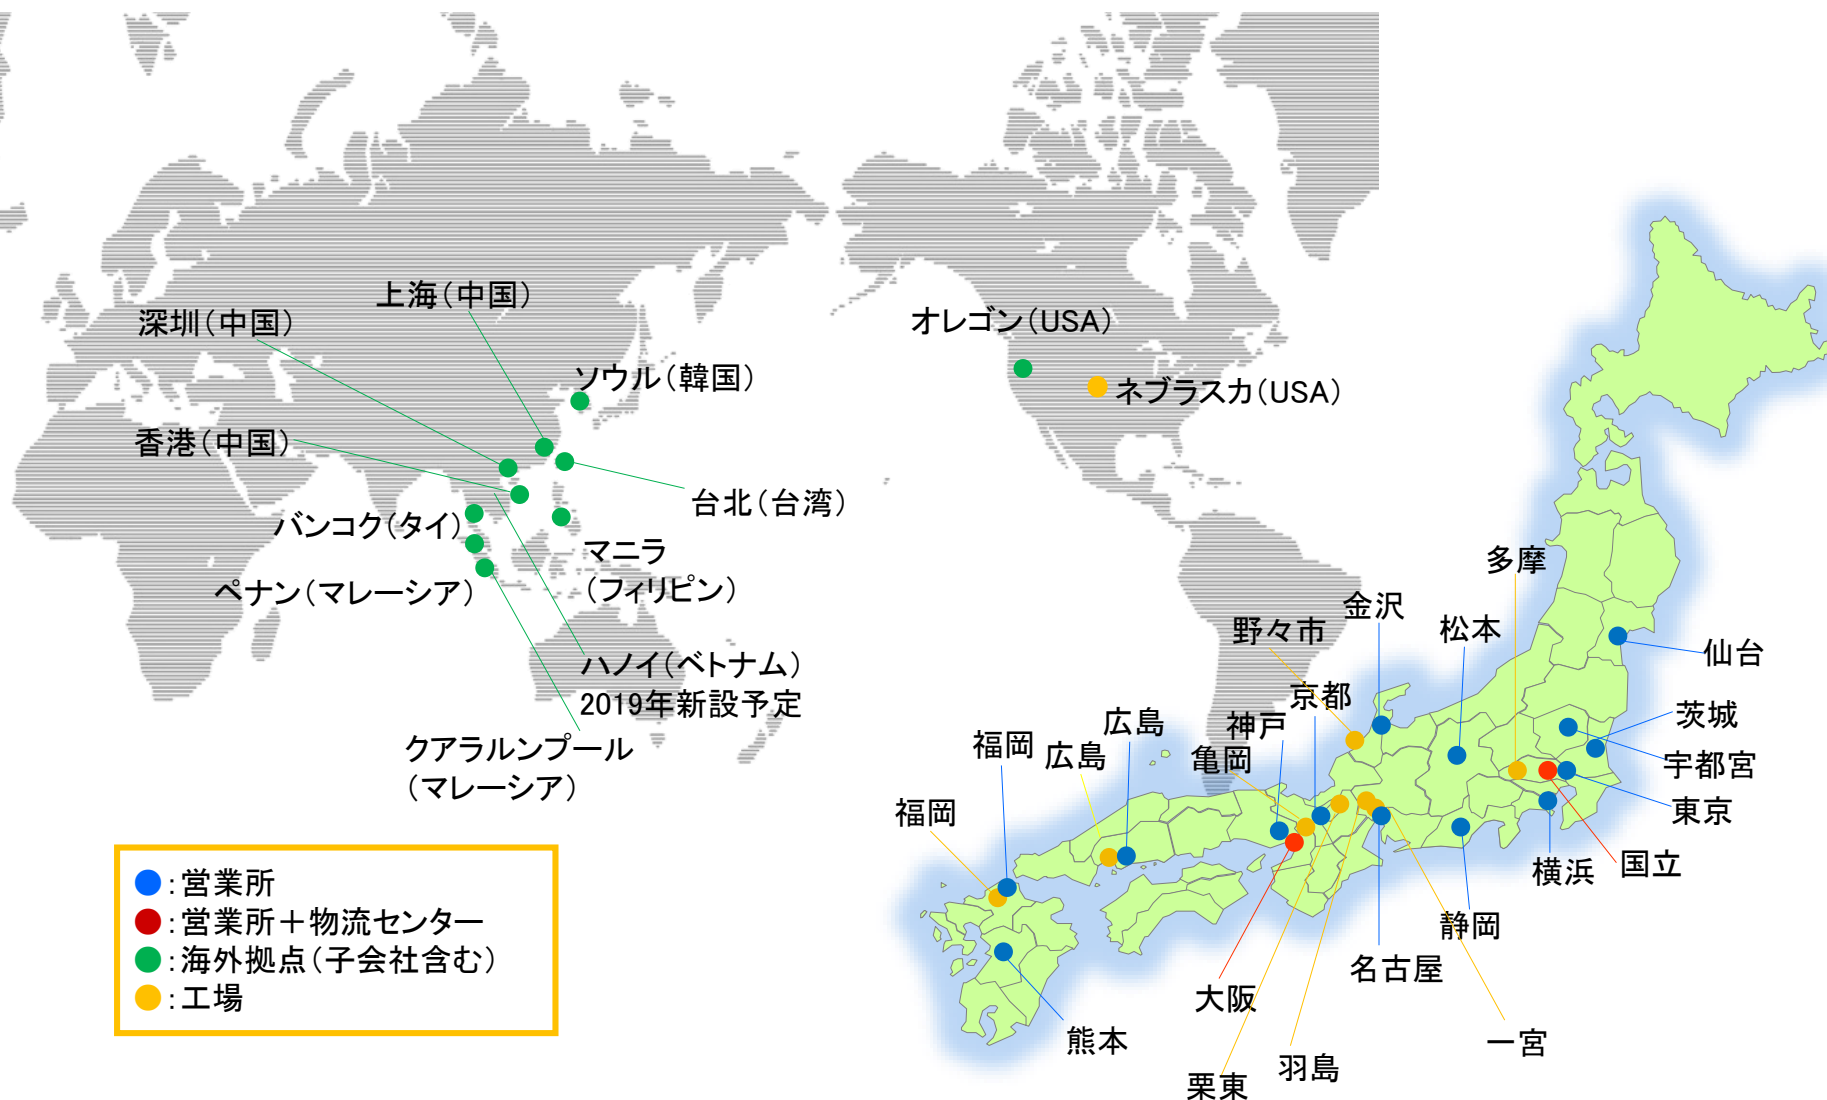 上海(中国)
深圳(中国)
ソウル(韓国)
香港(中国)
台北(台湾)
バンコク(タイ)
マニラ
(フィリピン)
ペナン(マレーシア)
ハノイ(ベトナム)
2019年新設予定
クアラルンプール
(マレーシア)
オレゴン(USA)
ネブラスカ(USA)
多摩
金沢
野々市
松本
仙台
京都
茨城
広島
神戸
福岡
広島
亀岡
宇都宮
福岡
東京
横浜
国立
静岡
名古屋
大阪
熊本
一宮
羽島
栗東
:営業所
:営業所+物流センター
:海外拠点(子会社含む)
:工場